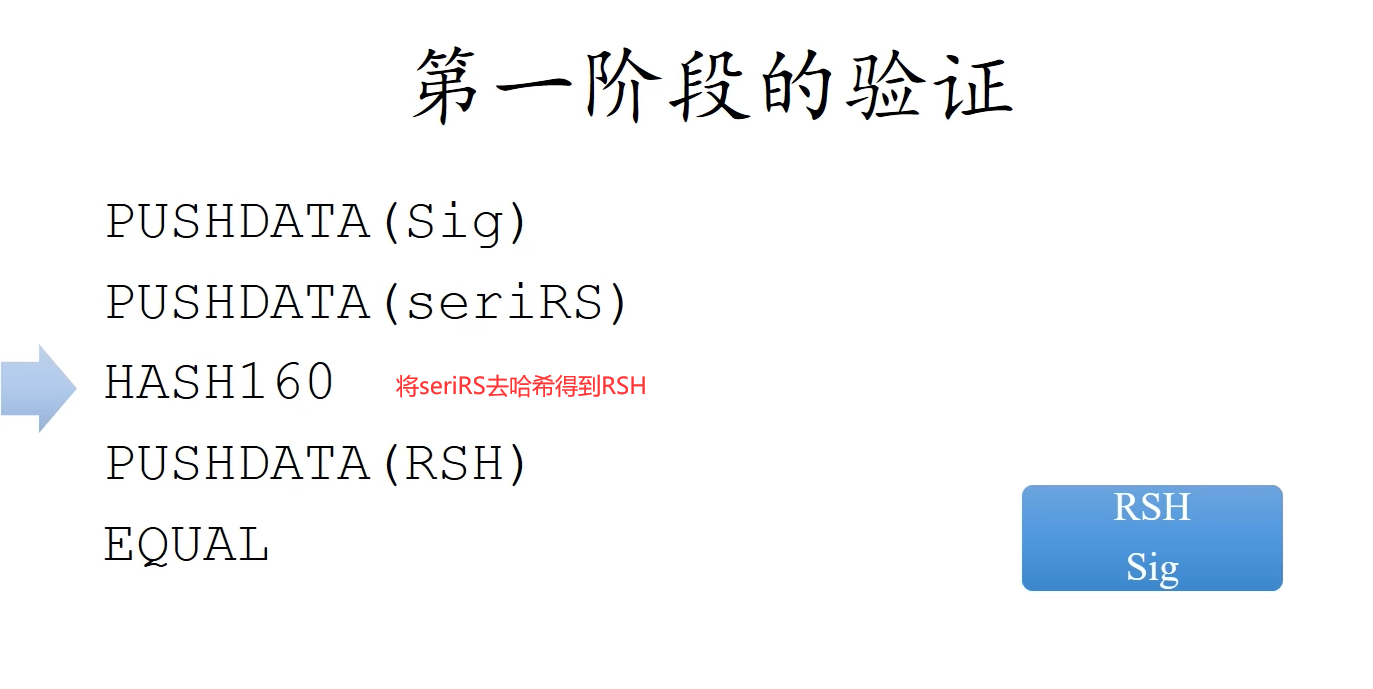 第一阶段的验证
PUSHDATA(Sig)
PUSHDATA(seriRS)
HASH160 将seriRS去哈希得到RSH
PUSHDATA(RSH)
EQUAL
RSH
Sig